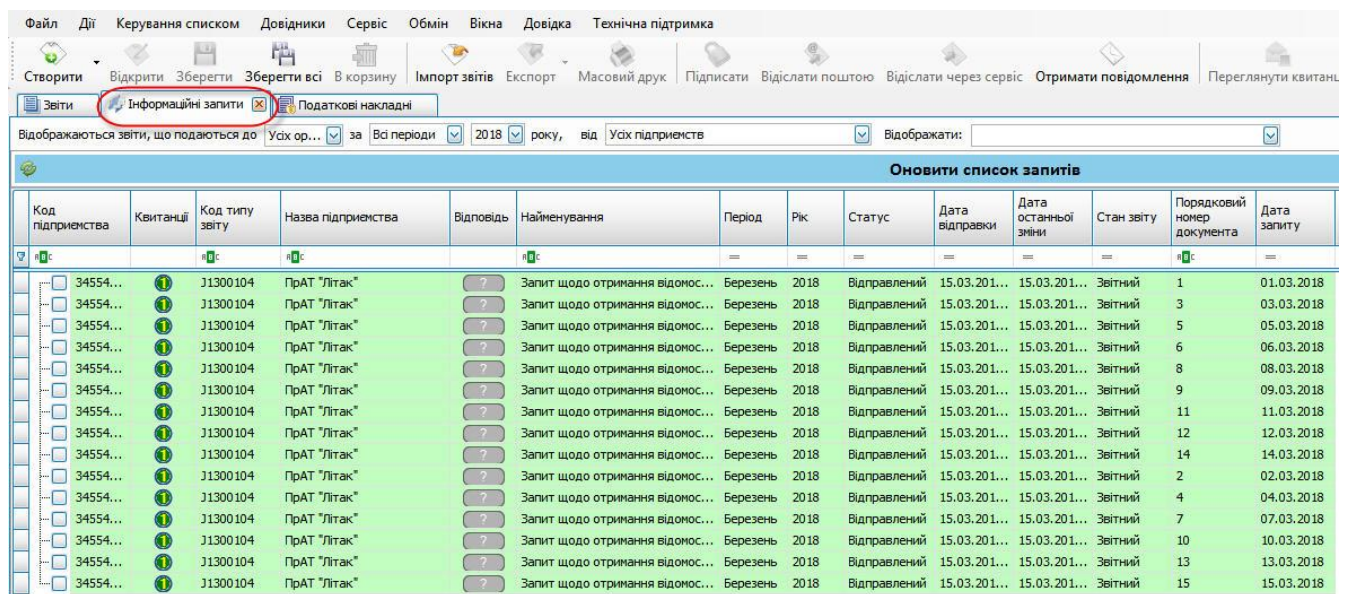 Файл Дії Керування списком Довідники Сервіс Обмін Вікна Довідка Технічна підтримка
Створити Відкрити Зберегти Зберегти всі В корзину Імпорт звітів Експорт Масовий друк Підписати Відіслати поштою Відіслати через сервіс Отримати повідомлення Переглянути квитанц
Звіти Інформаційні запити Податкові накладні
Відображаються звіти, що подаються до Усіх ор... за Всі періоди 2018 року, від Усіх підприємств Відображати:
Оновити список запитів
Код підприємства Квитанції Код типу звіту Назва підприємства Відповідь Найменування Період Рік Статус Дата відправки Дата останньої зміни Стан звіту Порядковий номер документа Дата запиту
34554... 1 J1300104 ПрАТ "Літак" ? Запит щодо отримання відомос... Березень 2018 Відправлений 15.03.201... 15.03.201... Звітний 1 01.03.2018
34554... 1 J1300104 ПрАТ "Літак" ? Запит щодо отримання відомос... Березень 2018 Відправлений 15.03.201... 15.03.201... Звітний 3 03.03.2018
34554... 1 J1300104 ПрАТ "Літак" ? Запит щодо отримання відомос... Березень 2018 Відправлений 15.03.201... 15.03.201... Звітний 5 05.03.2018
34554... 1 J1300104 ПрАТ "Літак" ? Запит щодо отримання відомос... Березень 2018 Відправлений 15.03.201... 15.03.201... Звітний 6 06.03.2018
34554... 1 J1300104 ПрАТ "Літак" ? Запит щодо отримання відомос... Березень 2018 Відправлений 15.03.201... 15.03.201... Звітний 8 08.03.2018
34554... 1 J1300104 ПрАТ "Літак" ? Запит щодо отримання відомос... Березень 2018 Відправлений 15.03.201... 15.03.201... Звітний 9 09.03.2018
34554... 1 J1300104 ПрАТ "Літак" ? Запит щодо отримання відомос... Березень 2018 Відправлений 15.03.201... 15.03.201... Звітний 11 11.03.2018
34554... 1 J1300104 ПрАТ "Літак" ? Запит щодо отримання відомос... Березень 2018 Відправлений 15.03.201... 15.03.201... Звітний 12 12.03.2018
34554... 1 J1300104 ПрАТ "Літак" ? Запит щодо отримання відомос... Березень 2018 Відправлений 15.03.201... 15.03.201... Звітний 14 14.03.2018
34554... 1 J1300104 ПрАТ "Літак" ? Запит щодо отримання відомос... Березень 2018 Відправлений 15.03.201... 15.03.201... Звітний 2 02.03.2018
34554... 1 J1300104 ПрАТ "Літак" ? Запит щодо отримання відомос... Березень 2018 Відправлений 15.03.201... 15.03.201... Звітний 4 04.03.2018
34554... 1 J1300104 ПрАТ "Літак" ? Запит щодо отримання відомос... Березень 2018 Відправлений 15.03.201... 15.03.201... Звітний 7 07.03.2018
34554... 1 J1300104 ПрАТ "Літак" ? Запит щодо отримання відомос... Березень 2018 Відправлений 15.03.201... 15.03.201... Звітний 10 10.03.2018
34554... 1 J1300104 ПрАТ "Літак" ? Запит щодо отримання відомос... Березень 2018 Відправлений 15.03.201... 15.03.201... Звітний 13 13.03.2018
34554... 1 J1300104 ПрАТ "Літак" ? Запит щодо отримання відомос... Березень 2018 Відправлений 15.03.201... 15.03.201... Звітний 15 15.03.2018